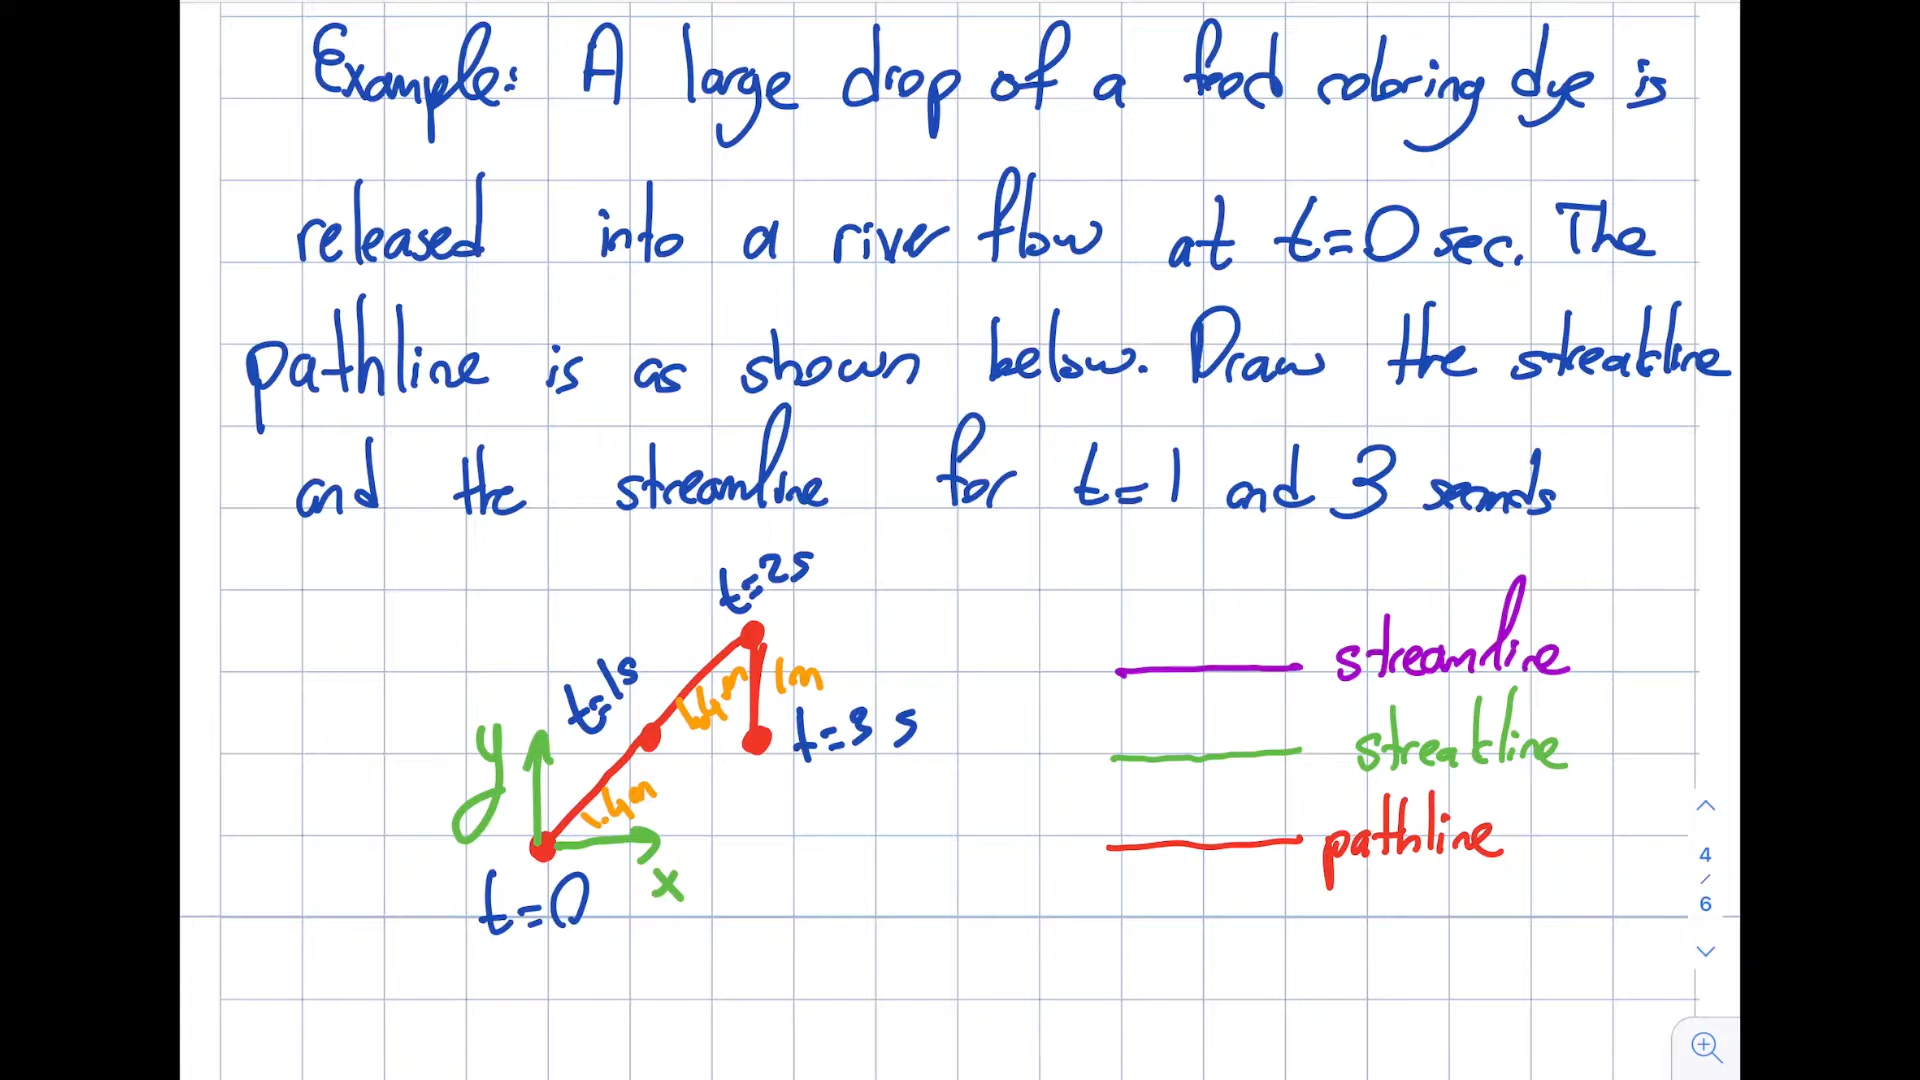 Example: A large drop of a food coloring dye is
released into a river flow at t=0 sec. The
pathline is as shown below. Draw the streakline
and the streamline for t=1 and 3 seconds
t=2s
t=1s
1.4m
1m
t=3 s
y
1.4m
x
t=0
streamline
streakline
pathline
4
/
6